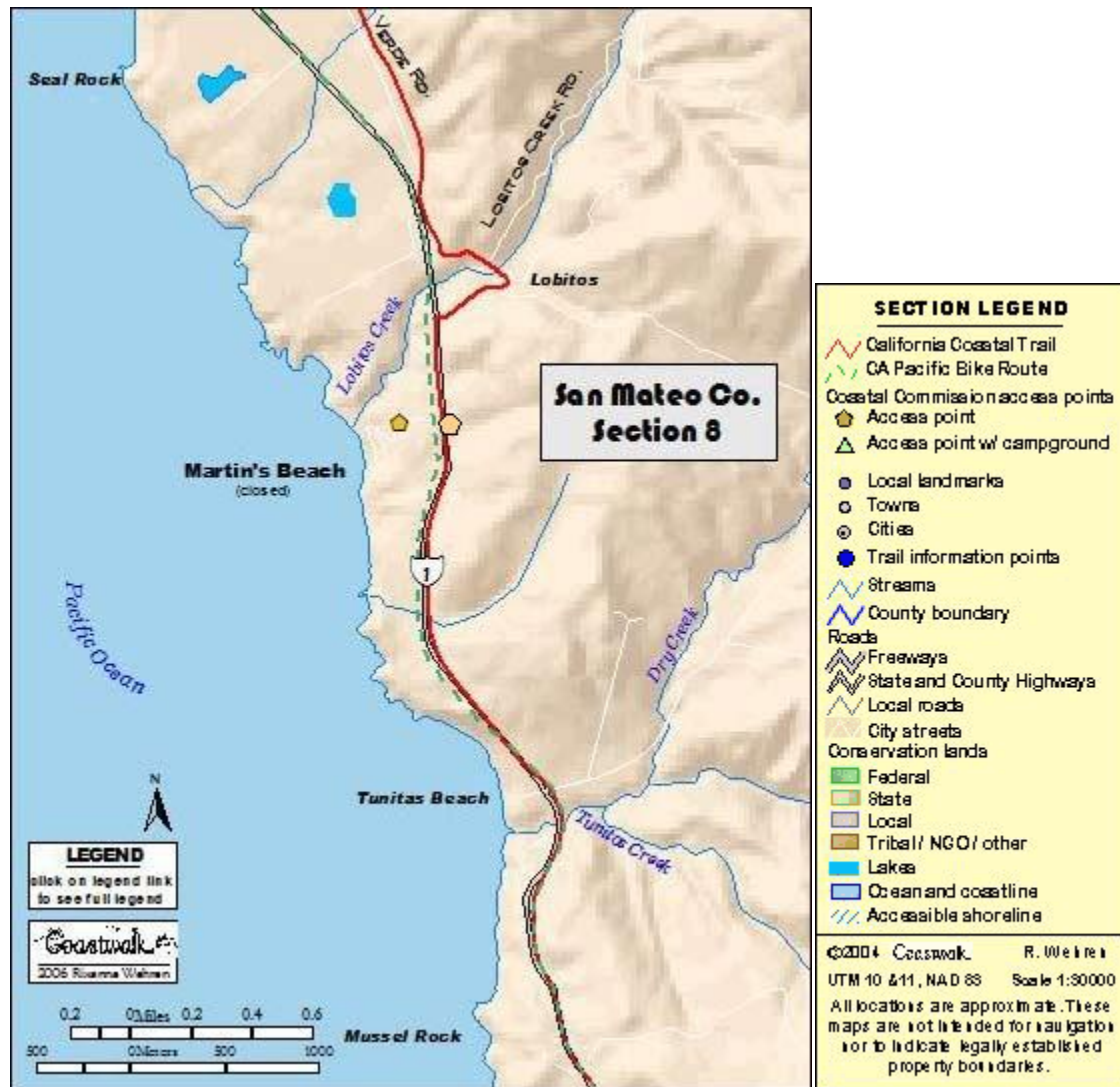 Seal Rock
VERDE RD.
LOBITOS CREEK RD.
Lobitos
Lobitos Creek
San Mateo Co.
Section 8
Martin's Beach
(closed)
1
Pacific Ocean
Dry Creek
Tunitas Beach
Tunitas Creek
N
LEGEND
click on legend link
to see full legend
Coastwalk
2006 Rixanne Wehren
0.2 0 Miles 0.2 0.4 0.6
500 0 Meters 500 1000
Mussel Rock
SECTION LEGEND
California Coastal Trail
CA Pacific Bike Route
Coastal Commission access points
Access point
Access point w/ campground
Local landmarks
Towns
Cities
Trail information points
Streams
County boundary
Roads
Freeways
State and County Highways
Local roads
City streets
Conservation lands
Federal
State
Local
Tribal / NGO / other
Lakes
Ocean and coastline
Accessible shoreline
©2004 Coastwalk R. Wehren
UTM 10 & 11, NAD 83 Scale 1:30000
All locations are approximate. These
maps are not intended for navigation
nor to indicate legally established
property boundaries.